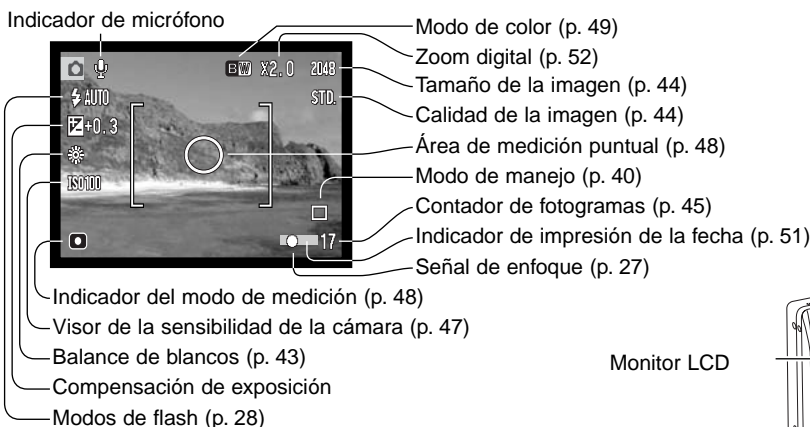 Indicador de micrófono
Modo de color (p. 49)
Zoom digital (p. 52)
Tamaño de la imagen (p. 44)
Calidad de la imagen (p. 44)
Área de medición puntual (p. 48)
Modo de manejo (p. 40)
Contador de fotogramas (p. 45)
Indicador de impresión de la fecha (p. 51)
Señal de enfoque (p. 27)
BW X2.0 2048
AUTO STD.
+0.3
ISO100
17
Indicador del modo de medición (p. 48)
Visor de la sensibilidad de la cámara (p. 47)
Balance de blancos (p. 43)
Compensación de exposición
Modos de flash (p. 28)
Monitor LCD